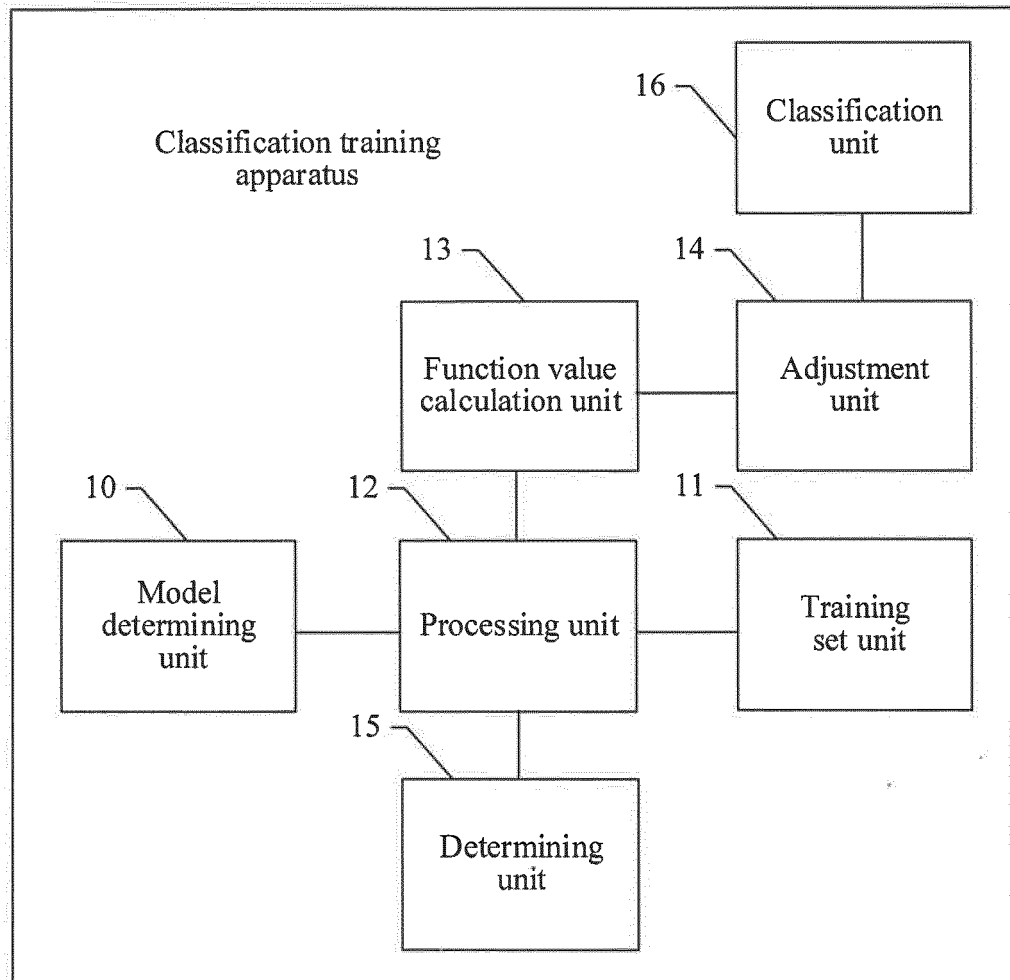 16
Classification
unit
Classification training
apparatus
13
14
Function value
calculation unit
Adjustment
unit
10
12
11
Model
determining
unit
Processing unit
Training
set unit
15
Determining
unit